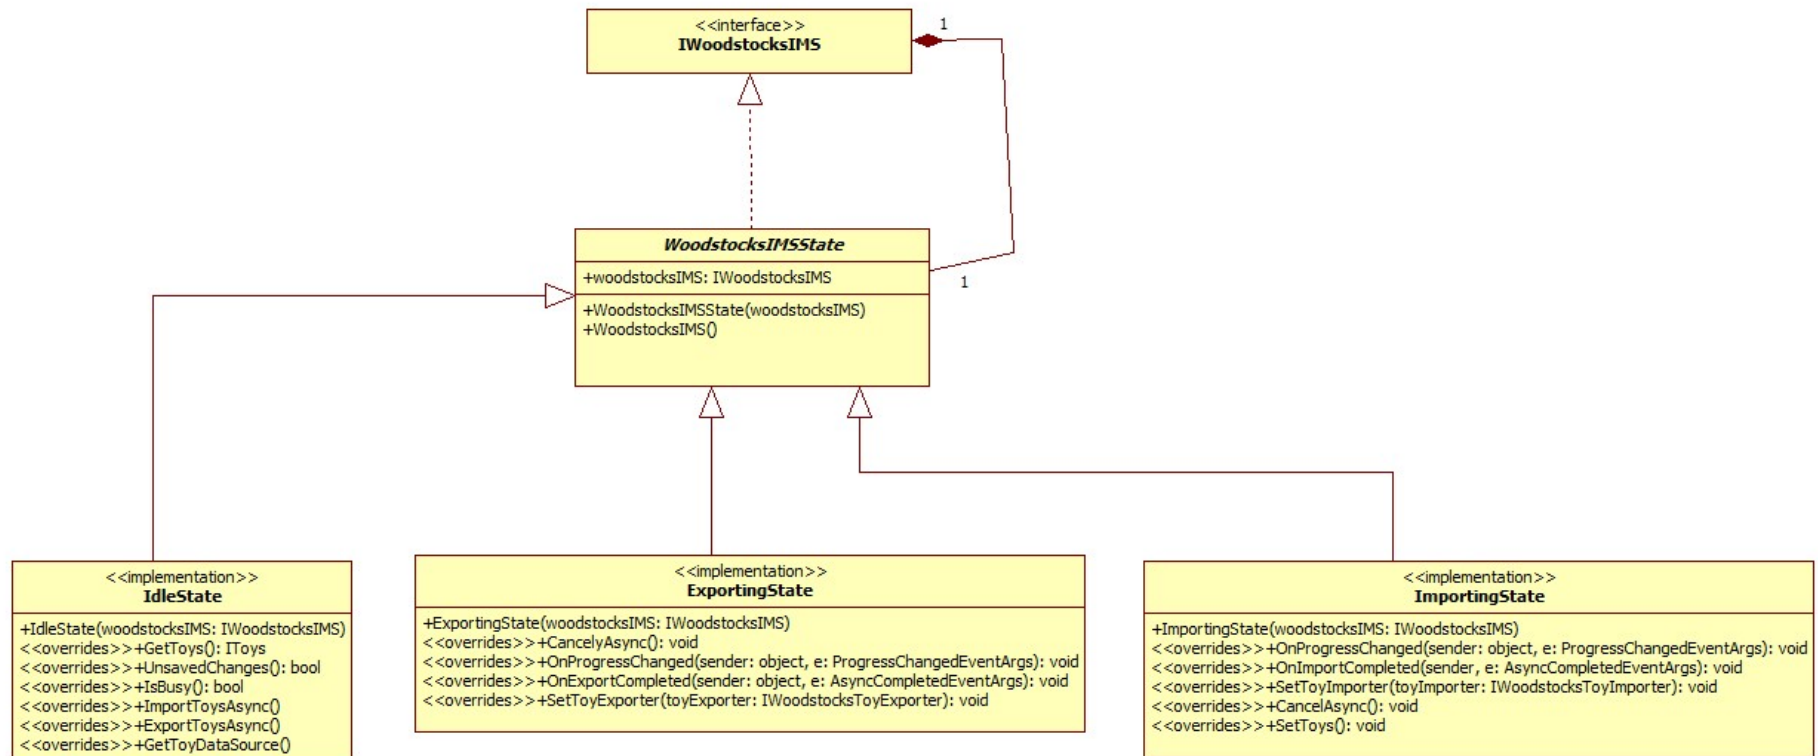 <<interface>>
IWoodstocksIMS
1
WoodstocksIMSState
+woodstocksIMS: IWoodstocksIMS
+WoodstocksIMSState(woodstocksIMS)
+WoodstocksIMS()
1
<<implementation>>
IdleState
+IdleState(woodstocksIMS: IWoodstocksIMS)
<<overrides>>+GetToys(): IToys
<<overrides>>+UnsavedChanges(): bool
<<overrides>>+IsBusy(): bool
<<overrides>>+ImportToysAsync()
<<overrides>>+ExportToysAsync()
<<overrides>>+GetToyDataSource()
<<implementation>>
ExportingState
+ExportingState(woodstocksIMS: IWoodstocksIMS)
<<overrides>>+CancelyAsync(): void
<<overrides>>+OnProgressChanged(sender: object, e: ProgressChangedEventArgs): void
<<overrides>>+OnExportCompleted(sender: object, e: AsyncCompletedEventArgs): void
<<overrides>>+SetToyExporter(toyExporter: IWoodstocksToyExporter): void
<<implementation>>
ImportingState
+ImportingState(woodstocksIMS: IWoodstocksIMS)
<<overrides>>+OnProgressChanged(sender: object, e: ProgressChangedEventArgs): void
<<overrides>>+OnImportCompleted(sender, e: AsyncCompletedEventArgs): void
<<overrides>>+SetToyImporter(toyImporter: IWoodstocksToyImporter): void
<<overrides>>+CancelAsync(): void
<<overrides>>+SetToys(): void